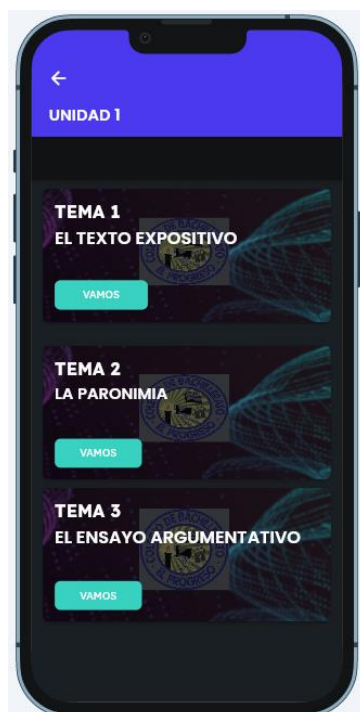 UNIDAD 1
TEMA 1
EL TEXTO EXPOSITIVO
VAMOS
TEMA 2
LA PARONIMIA
VAMOS
TEMA 3
EL ENSAYO ARGUMENTATIVO
VAMOS